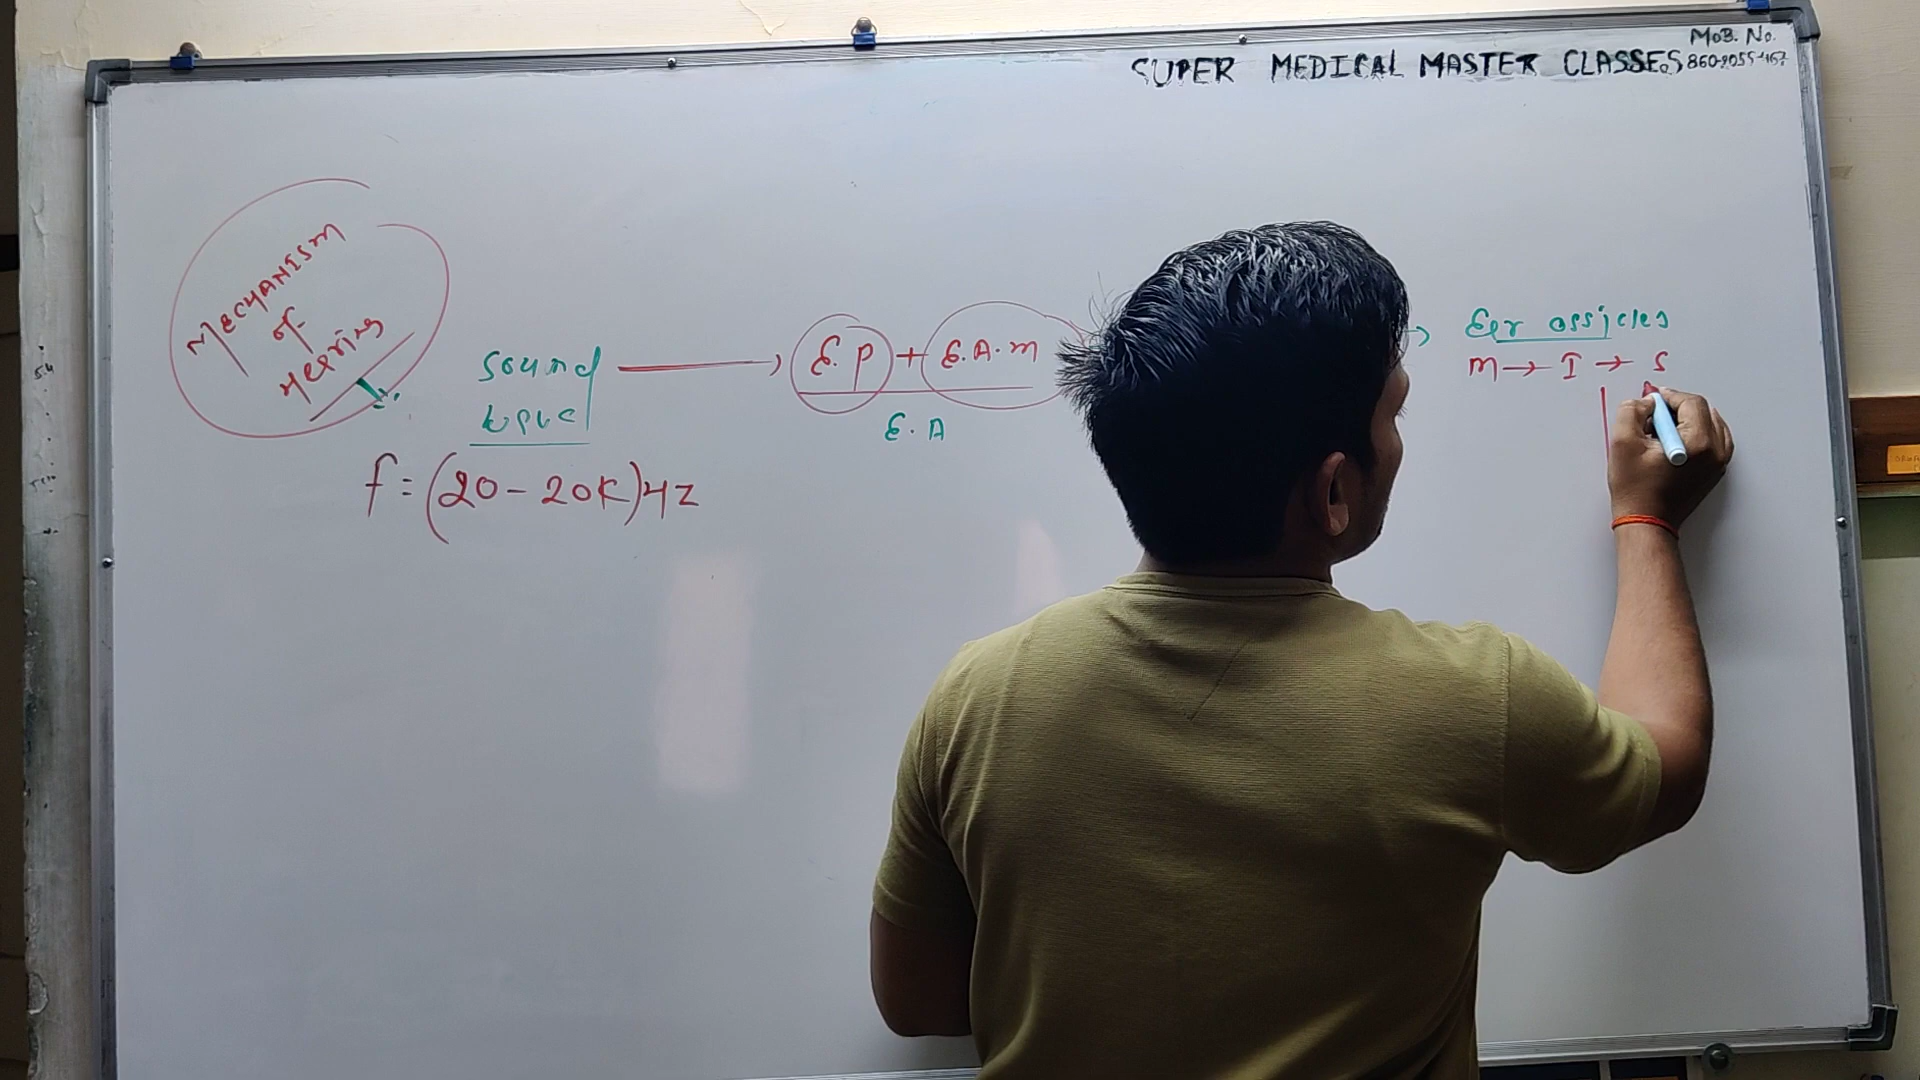 SUPER MEDICAL MASTER CLASSES
MOB. No.
MECHANISM
of
Hearing
Sound
wave
f = (20 - 20K)Hz
E.P + E.A.M
E.A
Ear ossicles
M → I → S